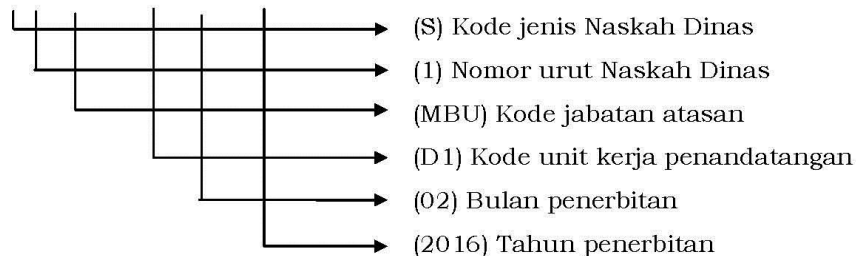 (S) Kode jenis Naskah Dinas
(1) Nomor urut Naskah Dinas
(MBU) Kode jabatan atasan
(D1) Kode unit kerja penandatangan
(02) Bulan penerbitan
(2016) Tahun penerbitan